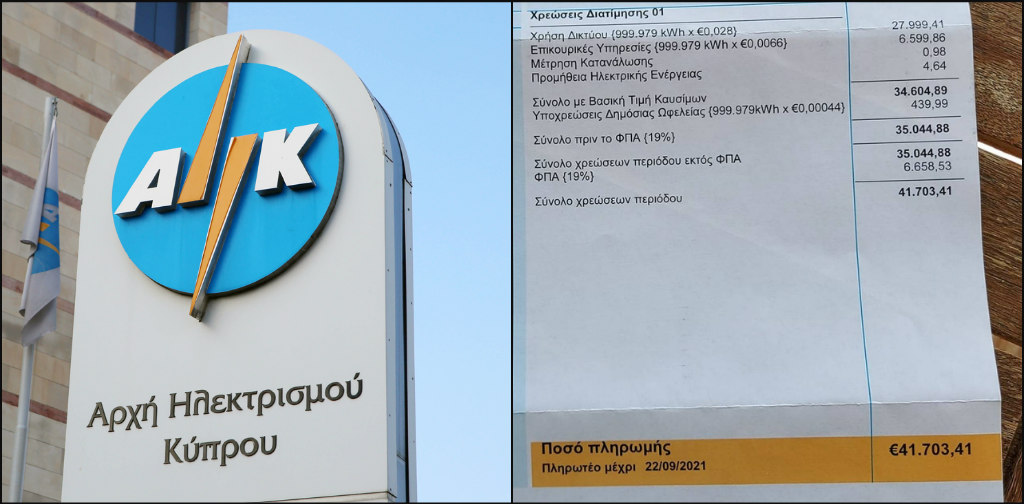 ΑΗΚ
Αρχή Ηλεκτρισμού
Κύπρου
Χρεώσεις Διατίμησης 01
Χρήση Δικτύου {999.979 kWh x €0,028} 27.999,41
Επικουρικές Υπηρεσίες {999.979 kWh x €0,0066} 6.599,86
Μέτρηση Κατανάλωσης 0,98
Προμήθεια Ηλεκτρικής Ενέργειας 4,64
Σύνολο με Βασική Τιμή Καυσίμων 34.604,89
Υποχρεώσεις Δημόσιας Ωφελείας {999.979kWh x €0,00044} 439,99
Σύνολο πριν το ΦΠΑ {19%} 35.044,88
Σύνολο χρεώσεων περιόδου εκτός ΦΠΑ 35.044,88
ΦΠΑ {19%} 6.658,53
Σύνολο χρεώσεων περιόδου 41.703,41
Ποσό πληρωμής €41.703,41
Πληρωτέο μέχρι 22/09/2021